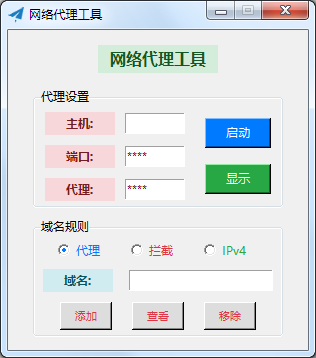 网络代理工具
网络代理工具
代理设置
主机:
启动
端口: ****
显示
代理: ****
域名规则
代理 拦截 IPv4
域名:
添加 查看 移除